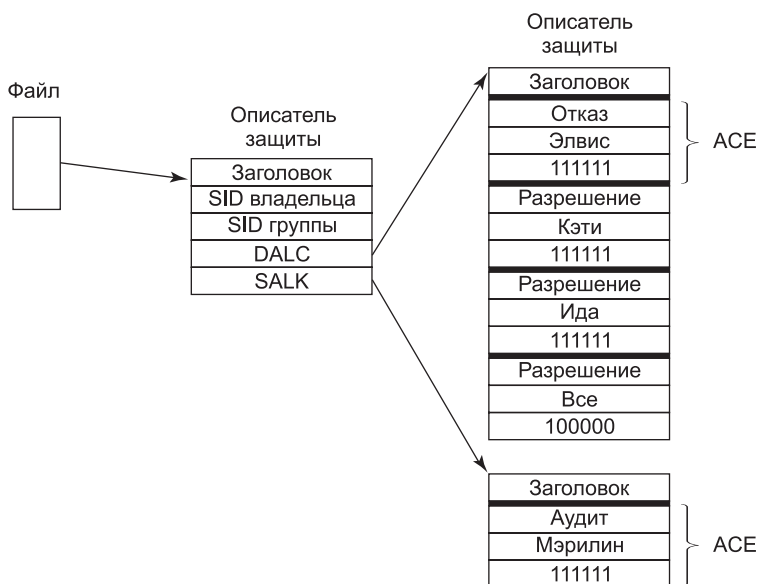 Файл
Описатель
защиты
Заголовок
SID владельца
SID группы
DALC
SALK
Описатель
защиты
Заголовок
Отказ
Элвис
111111
ACE
Разрешение
Кэти
111111
Разрешение
Ида
111111
Разрешение
Все
100000
Заголовок
Аудит
Мэрилин
111111
ACE